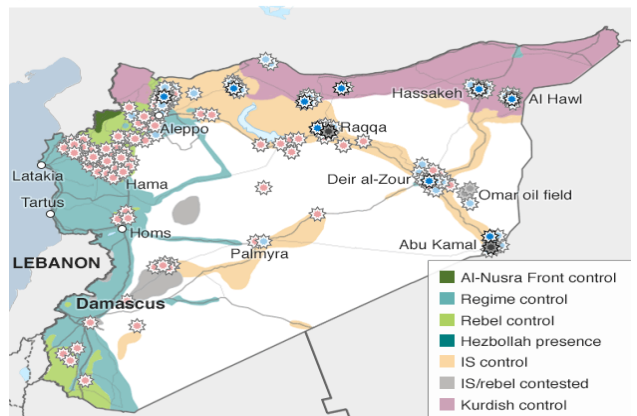 Hassakeh
Al Hawl
Aleppo
Raqqa
Latakia
Hama
Deir al-Zour
Omar oil field
Tartus
Homs
Palmyra
Abu Kamal
LEBANON
Damascus
Al-Nusra Front control
Regime control
Rebel control
Hezbollah presence
IS control
IS/rebel contested
Kurdish control